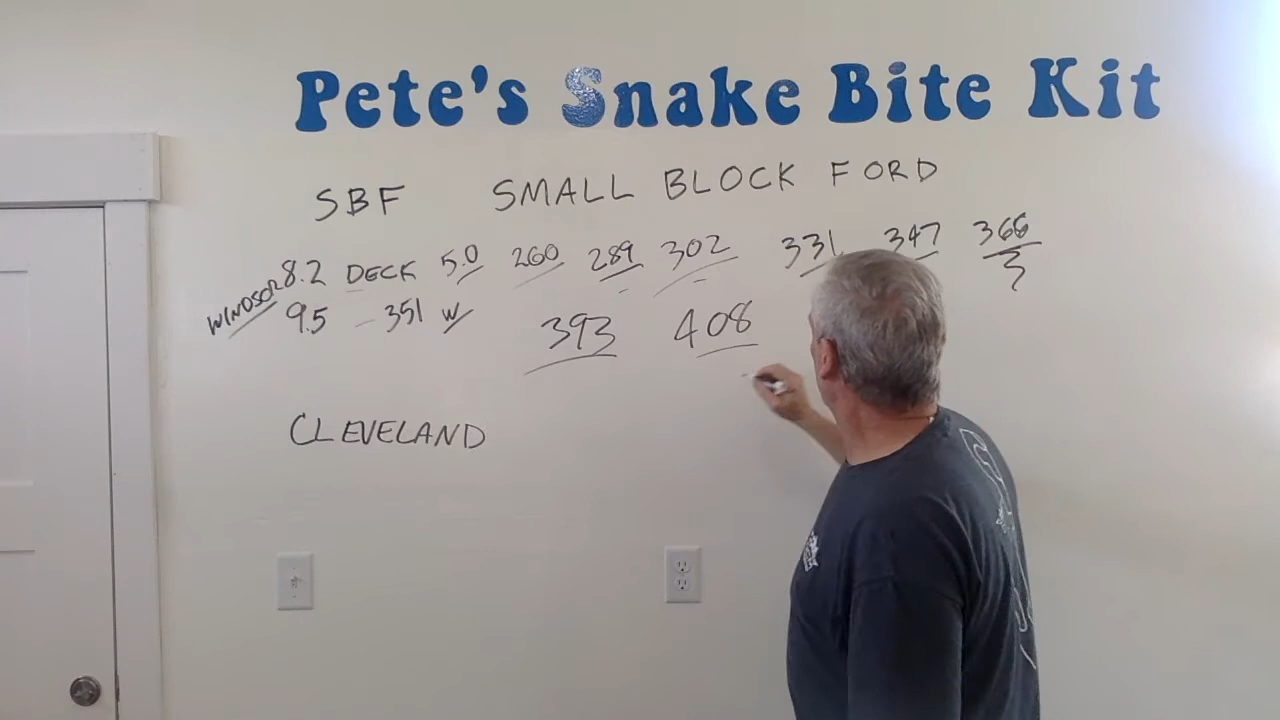 Pete's Snake Bite Kit
SBF SMALL BLOCK FORD
8.2 DECK 5.0 260 289 302 331 347 366
WINDSOR 9.5 - 351 W 393 408
CLEVELAND